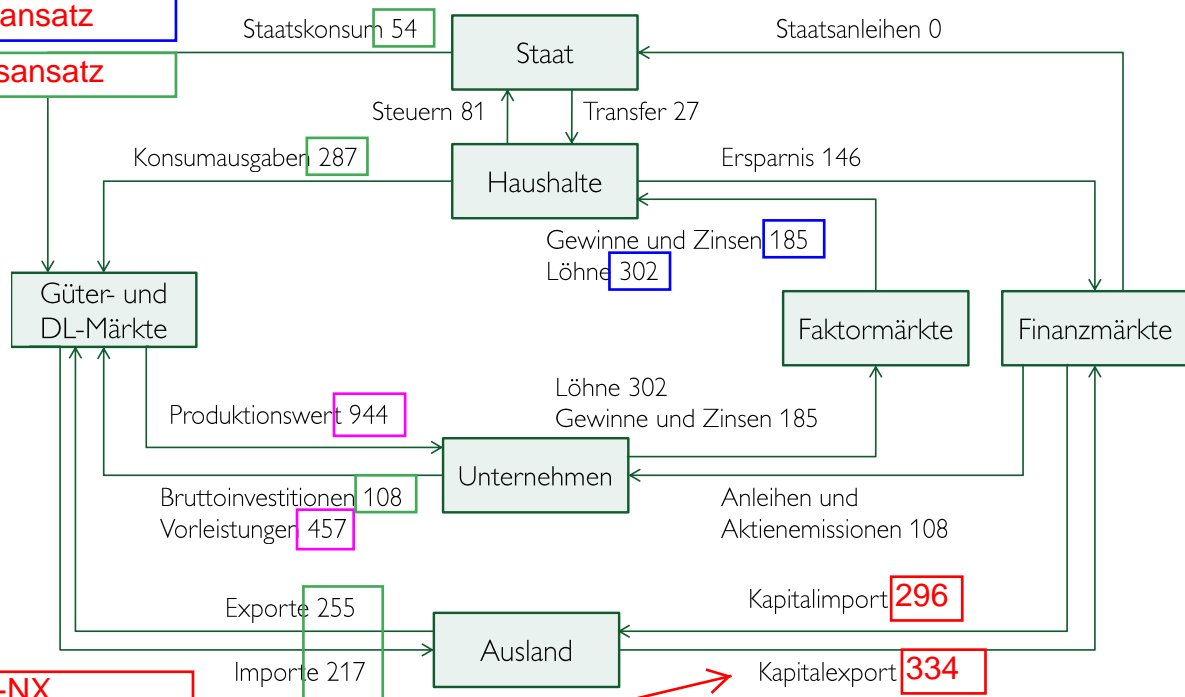 ansatz
Staatskonsum 54
Staat
Staatsanleihen 0
sansatz
Steuern 81
Transfer 27
Konsumausgaben 287
Haushalte
Ersparnis 146
Gewinne und Zinsen 185
Löhne 302
Güter- und
DL-Märkte
Faktormärkte
Finanzmärkte
Löhne 302
Gewinne und Zinsen 185
Produktionswert 944
Unternehmen
Bruttoinvestitionen 108
Vorleistungen 457
Anleihen und
Aktienemissionen 108
Exporte 255
Kapitalimport 296
Ausland
Importe 217
Kapitalexport 334
-NX